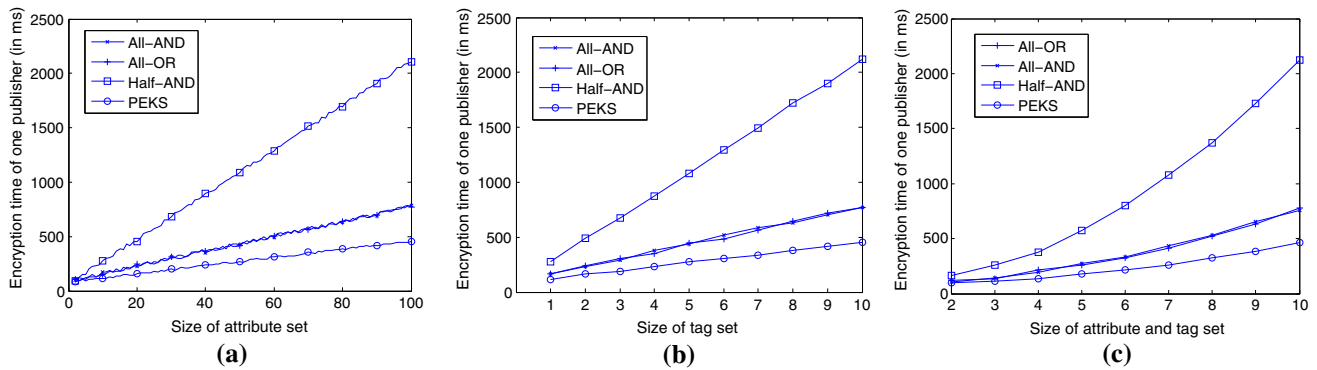 2500
2000
1500
1000
500
0
0
20
40
60
80
100
Encryption time of one publisher (in ms)
Size of attribute set
All−AND
All−OR
Half−AND
PEKS
(a)
2500
2000
1500
1000
500
0
1
2
3
4
5
6
7
8
9
10
Encryption time of one publisher (in ms)
Size of tag set
All−AND
All−OR
Half−AND
PEKS
(b)
2500
2000
1500
1000
500
0
2
3
4
5
6
7
8
9
10
Encryption time of one publisher (in ms)
Size of attribute and tag set
All−OR
All−AND
Half−AND
PEKS
(c)